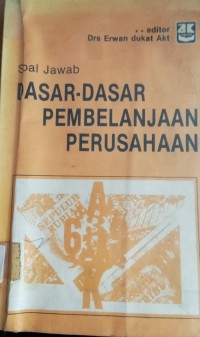 .. editor
Drs Erwan dukat Akt
Soal Jawab
DASAR-DASAR
PEMBELANJAAN
PERUSAHAAN